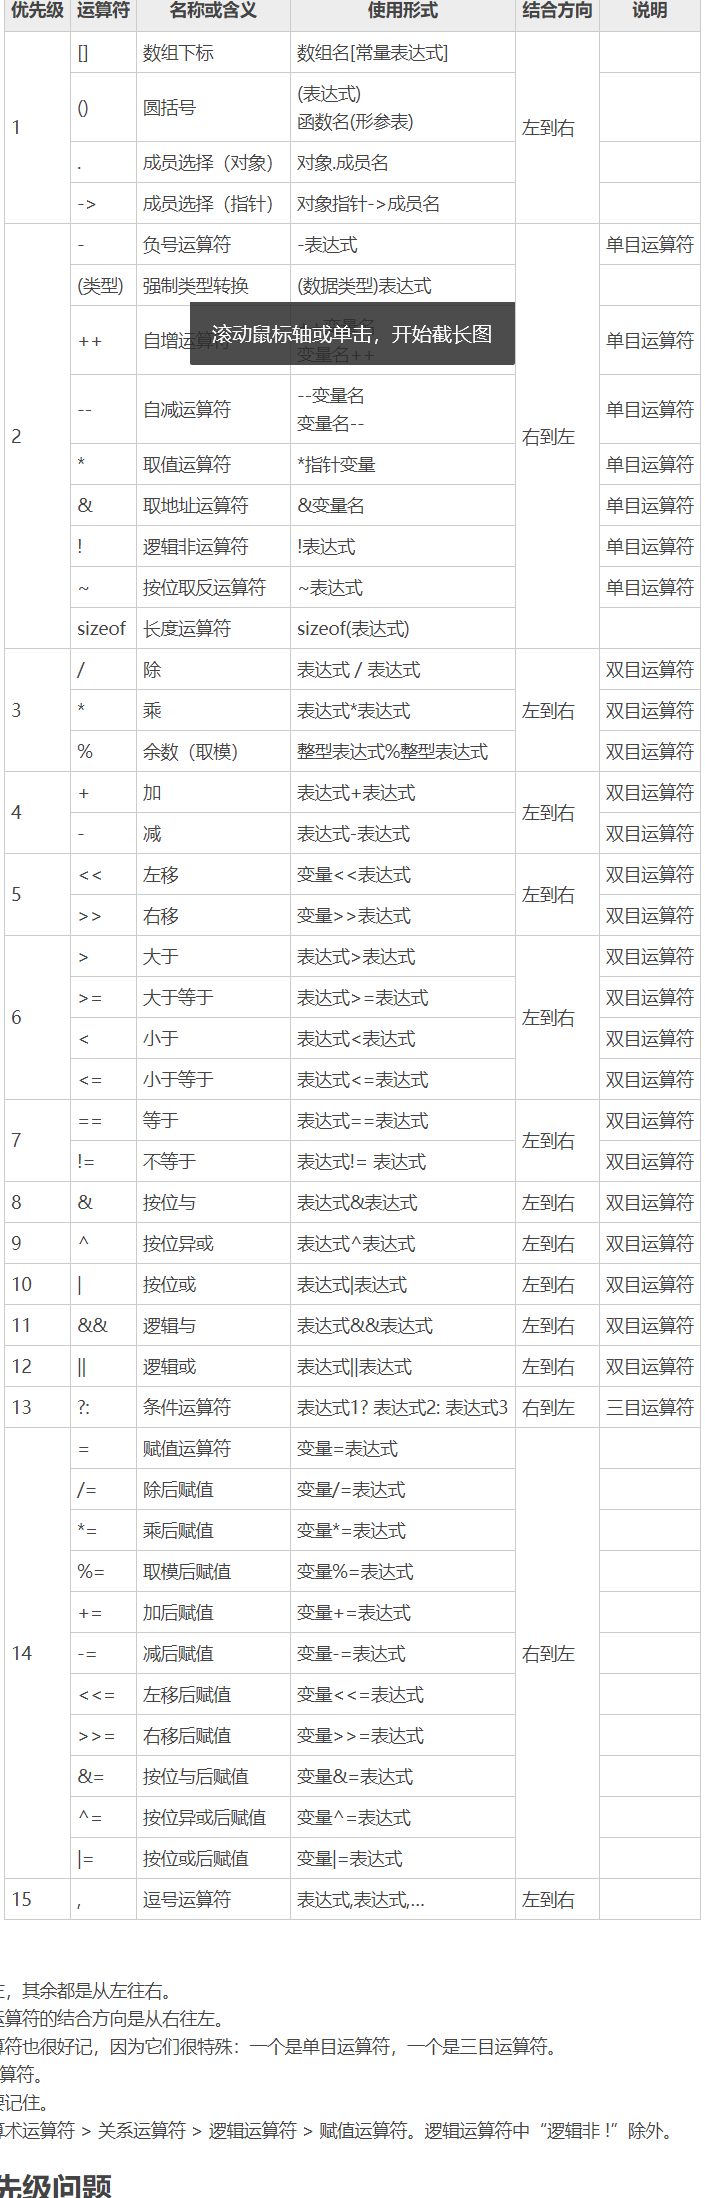 优先级 运算符 名称或含义 使用形式 结合方向 说明
1 [] 数组下标 数组名[常量表达式] 左到右
() 圆括号 (表达式)
函数名(形参表)
. 成员选择（对象） 对象.成员名
-> 成员选择（指针） 对象指针->成员名
2 - 负号运算符 -表达式 右到左 单目运算符
(类型) 强制类型转换 (数据类型)表达式
++ 自增运算符 ++变量名 单目运算符
变量名++
滚动鼠标轴或单击，开始截长图
-- 自减运算符 --变量名 单目运算符
变量名--
* 取值运算符 *指针变量 单目运算符
& 取地址运算符 &变量名 单目运算符
! 逻辑非运算符 !表达式 单目运算符
~ 按位取反运算符 ~表达式 单目运算符
sizeof 长度运算符 sizeof(表达式)
3 / 除 表达式 / 表达式 左到右 双目运算符
* 乘 表达式*表达式 双目运算符
% 余数（取模） 整型表达式%整型表达式 双目运算符
4 + 加 表达式+表达式 左到右 双目运算符
- 减 表达式-表达式 双目运算符
5 << 左移 变量<<表达式 左到右 双目运算符
>> 右移 变量>>表达式 双目运算符
6 > 大于 表达式>表达式 左到右 双目运算符
>= 大于等于 表达式>=表达式 双目运算符
< 小于 表达式<表达式 双目运算符
<= 小于等于 表达式<=表达式 双目运算符
7 == 等于 表达式==表达式 左到右 双目运算符
!= 不等于 表达式!= 表达式 双目运算符
8 & 按位与 表达式&表达式 左到右 双目运算符
9 ^ 按位异或 表达式^表达式 左到右 双目运算符
10 | 按位或 表达式|表达式 左到右 双目运算符
11 && 逻辑与 表达式&&表达式 左到右 双目运算符
12 || 逻辑或 表达式||表达式 左到右 双目运算符
13 ?: 条件运算符 表达式1? 表达式2: 表达式3 右到左 三目运算符
14 = 赋值运算符 变量=表达式 右到左
/= 除后赋值 变量/=表达式
*= 乘后赋值 变量*=表达式
%= 取模后赋值 变量%=表达式
+= 加后赋值 变量+=表达式
-= 减后赋值 变量-=表达式
<<= 左移后赋值 变量<<=表达式
>>= 右移后赋值 变量>>=表达式
&= 按位与后赋值 变量&=表达式
^= 按位异或后赋值 变量^=表达式
|= 按位或后赋值 变量|=表达式
15 , 逗号运算符 表达式,表达式,... 左到右
，其余都是从左往右。
运算符的结合方向是从右往左。
算符也很好记，因为它们很特殊：一个是单目运算符，一个是三目运算符。
算符。
要记住。
算术运算符 > 关系运算符 > 逻辑运算符 > 赋值运算符。逻辑运算符中“逻辑非 !”除外。
先级问题